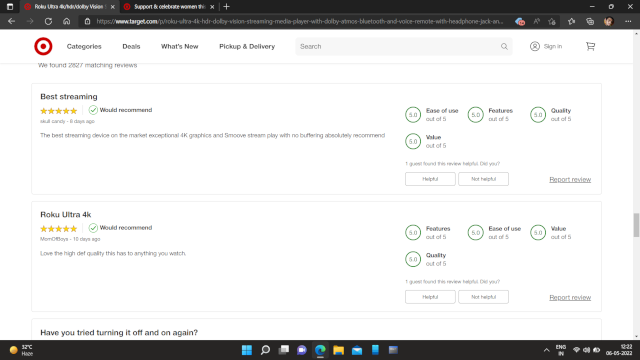 Roku Ultra 4k/hdr/dolby Vision S
Support & celebrate women this
https://www.target.com/p/roku-ultra-4k-hdr-dolby-vision-streaming-media-player-with-dolby-atmos-bluetooth-and-voice-remote-with-headphone-jack-an...
Categories Deals What's New Pickup & Delivery Search Sign in
We found 2827 matching reviews
Best streaming
Would recommend
skull candy - 8 days ago
The best streaming device on the market exceptional 4K graphics and Smoove stream play with no buffering absolutely recommend
5.0 Ease of use out of 5
5.0 Features out of 5
5.0 Quality out of 5
5.0 Value out of 5
1 guest found this review helpful. Did you?
Helpful Not helpful Report review
Roku Ultra 4k
Would recommend
MomOfBoys - 10 days ago
Love the high def quality this has to anything you watch.
5.0 Features out of 5
5.0 Ease of use out of 5
5.0 Value out of 5
5.0 Quality out of 5
1 guest found this review helpful. Did you?
Helpful Not helpful Report review
Have you tried turning it off and on again?
32°C
Haze
ENG
IN
12:22
06-05-2022